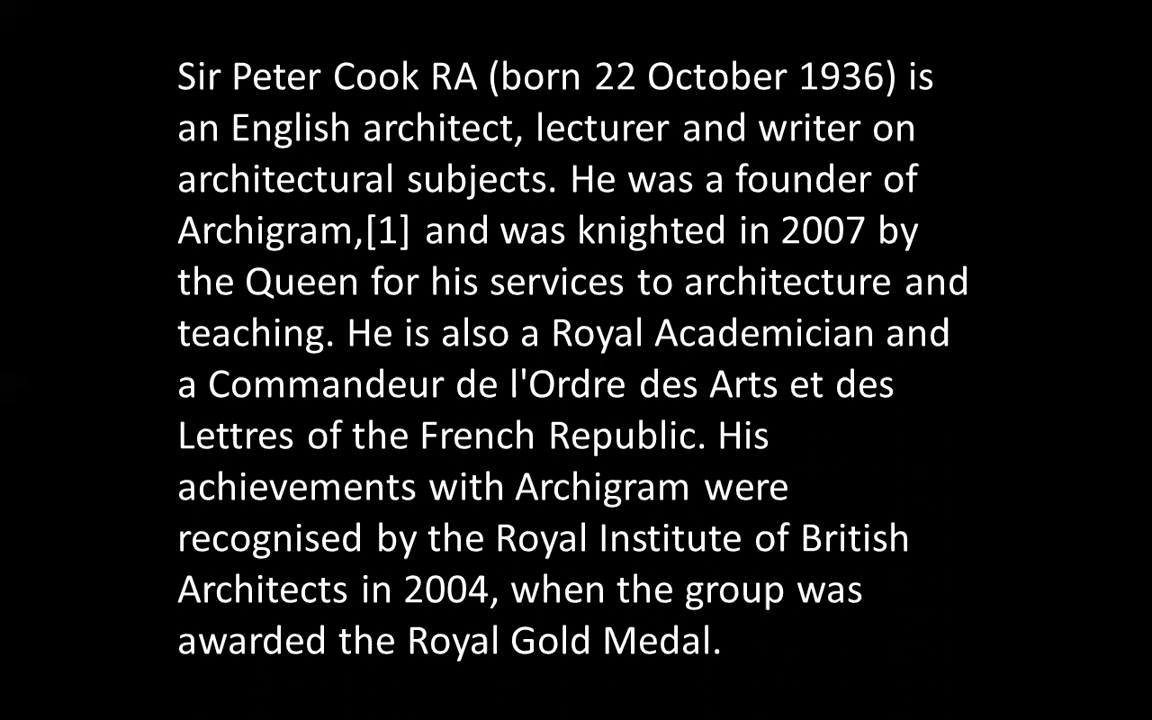 Sir Peter Cook RA (born 22 October 1936) is
an English architect, lecturer and writer on
architectural subjects. He was a founder of
Archigram,[1] and was knighted in 2007 by
the Queen for his services to architecture and
teaching. He is also a Royal Academician and
a Commandeur de l'Ordre des Arts et des
Lettres of the French Republic. His
achievements with Archigram were
recognised by the Royal Institute of British
Architects in 2004, when the group was
awarded the Royal Gold Medal.